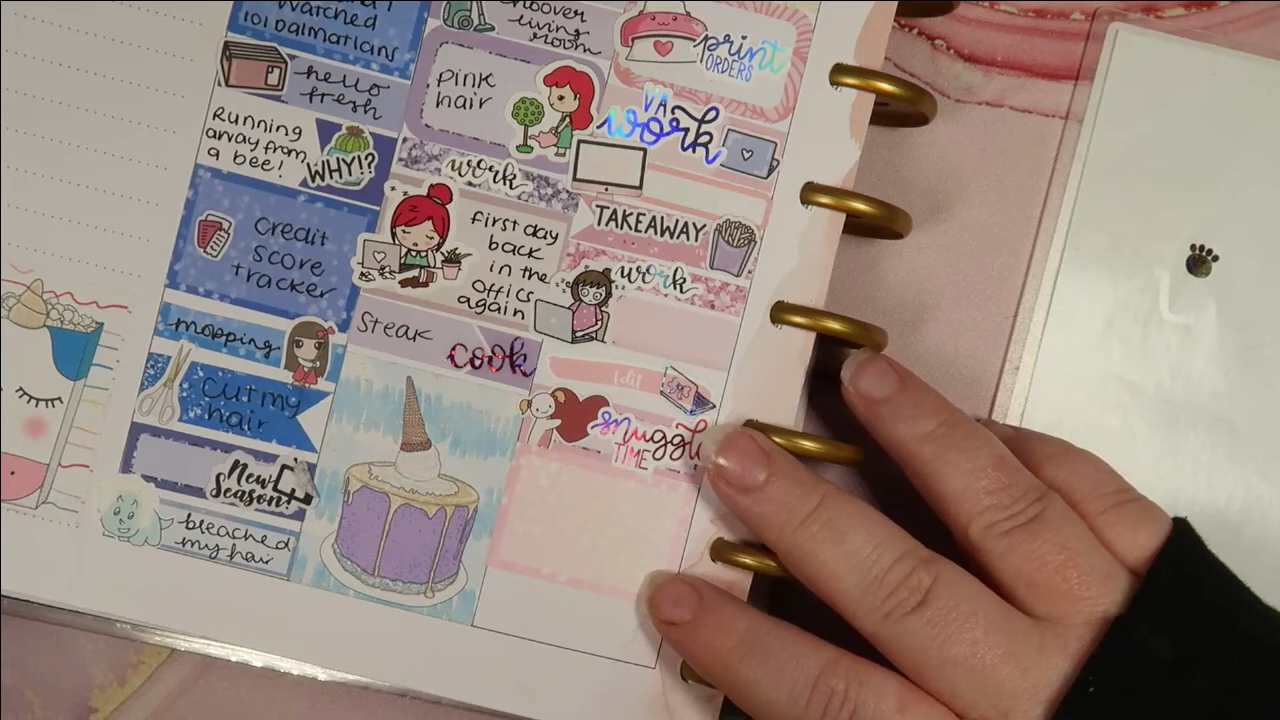 watched
101 Dalmatians
hello
fresh
Running
away from
a bee!
WHY!?
Credit
score
tracker
mopping
Cut my
hair
New
Season!
bleached
my hair
hoover
living
room
Pink
hair
work
first day
back
in the
office
again
Steak
cook
print
ORDERS
VA
work
TAKEAWAY
work
Edit
snuggle
TIME